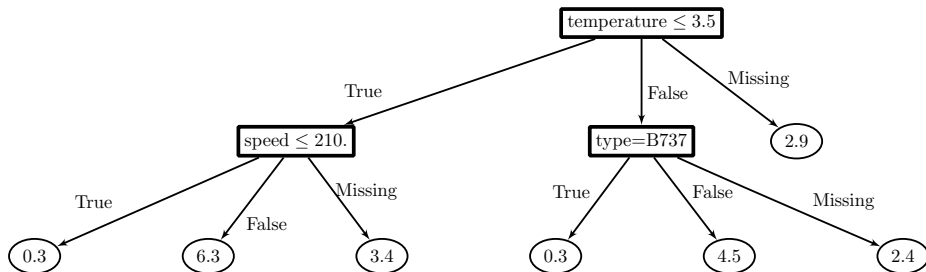 temperature ≤ 3.5
True
False
Missing
speed ≤ 210.
type=B737
2.9
True
False
Missing
True
False
Missing
0.3
6.3
3.4
0.3
4.5
2.4